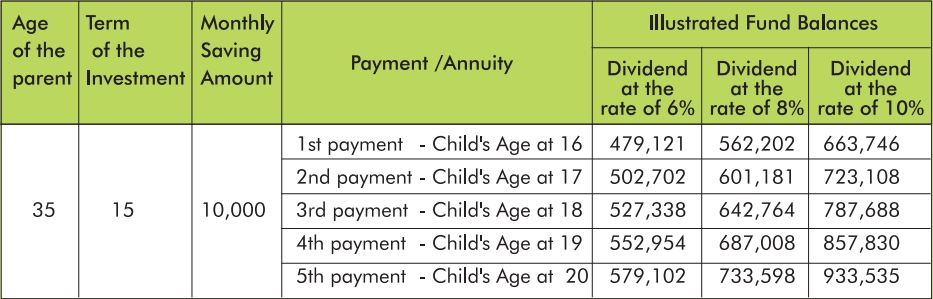 Age of the parent
Term of the Investment
Monthly Saving Amount
Payment /Annuity
Illustrated Fund Balances
Dividend at the rate of 6%
Dividend at the rate of 8%
Dividend at the rate of 10%
35
15
10,000
1st payment - Child's Age at 16 479,121 562,202 663,746
2nd payment - Child's Age at 17 502,702 601,181 723,108
3rd payment - Child's Age at 18 527,338 642,764 787,688
4th payment - Child's Age at 19 552,954 687,008 857,830
5th payment - Child's Age at 20 579,102 733,598 933,535